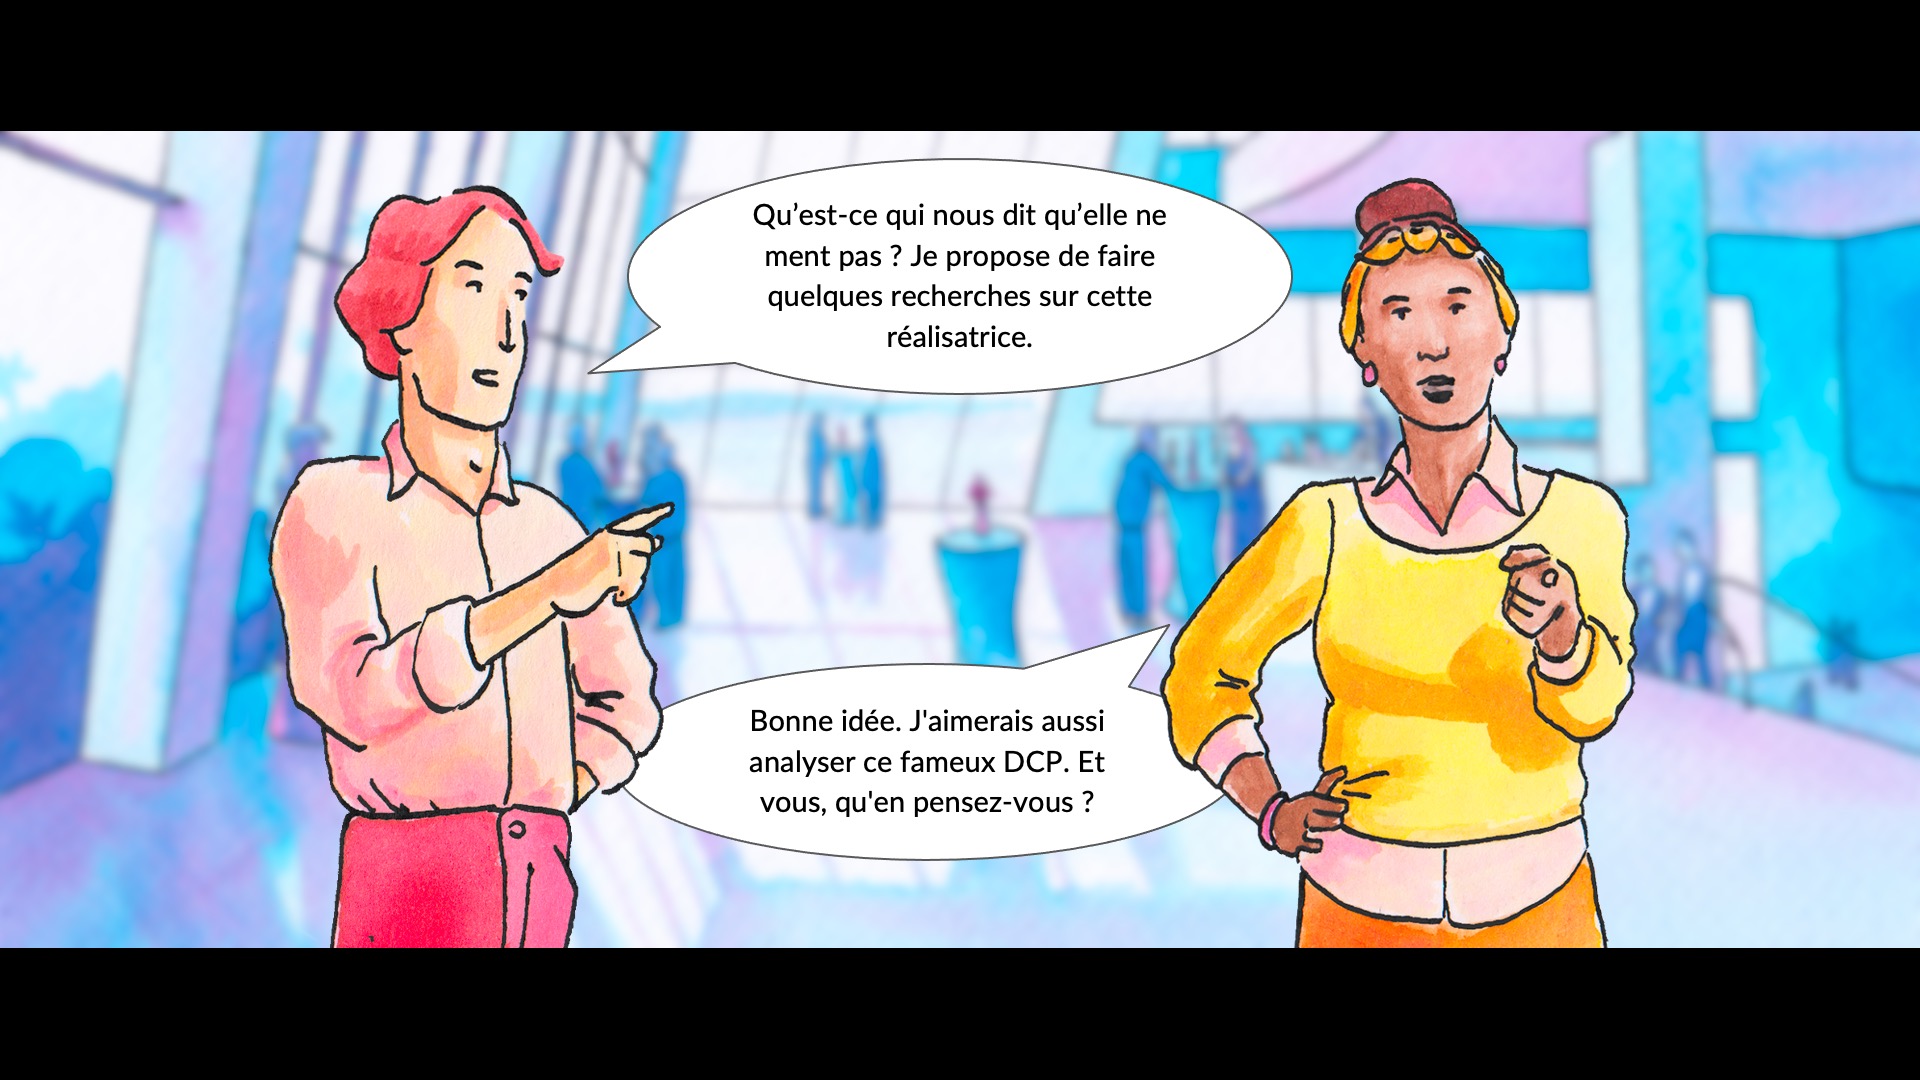 Qu’est-ce qui nous dit qu’elle ne
ment pas ? Je propose de faire
quelques recherches sur cette
réalisatrice.
Bonne idée. J'aimerais aussi
analyser ce fameux DCP. Et
vous, qu'en pensez-vous ?